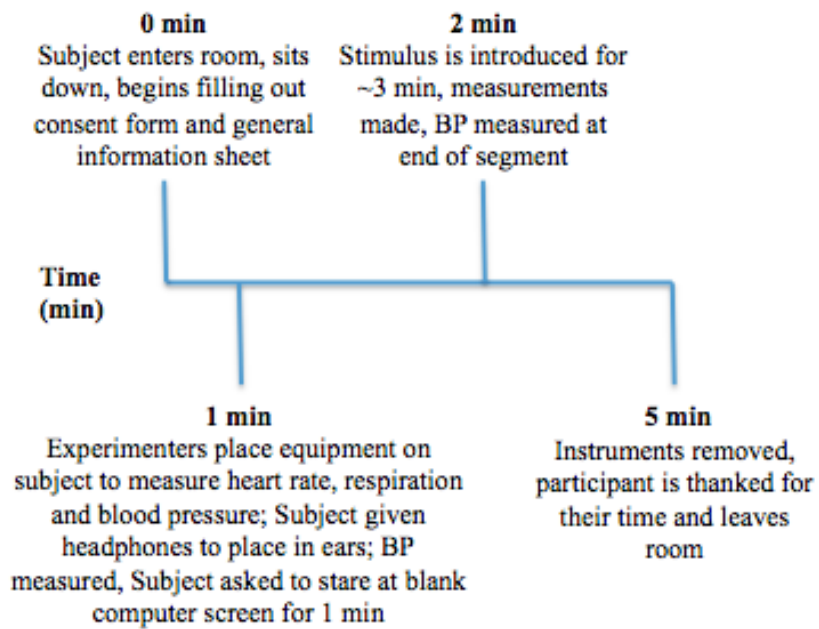 0 min
Subject enters room, sits
down, begins filling out
consent form and general
information sheet
2 min
Stimulus is introduced for
~3 min, measurements
made, BP measured at
end of segment
Time
(min)
1 min
Experimenters place equipment on
subject to measure heart rate, respiration
and blood pressure; Subject given
headphones to place in ears; BP
measured, Subject asked to stare at blank
computer screen for 1 min
5 min
Instruments removed,
participant is thanked for
their time and leaves
room